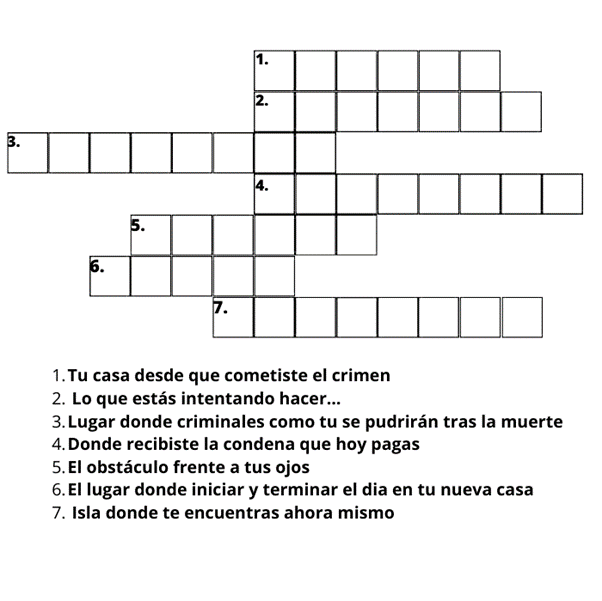 1.
2.
3.
4.
5.
6.
7.
1. Tu casa desde que cometiste el crimen
2. Lo que estás intentando hacer...
3. Lugar donde criminales como tu se pudrirán tras la muerte
4. Donde recibiste la condena que hoy pagas
5. El obstáculo frente a tus ojos
6. El lugar donde iniciar y terminar el dia en tu nueva casa
7. Isla donde te encuentras ahora mismo